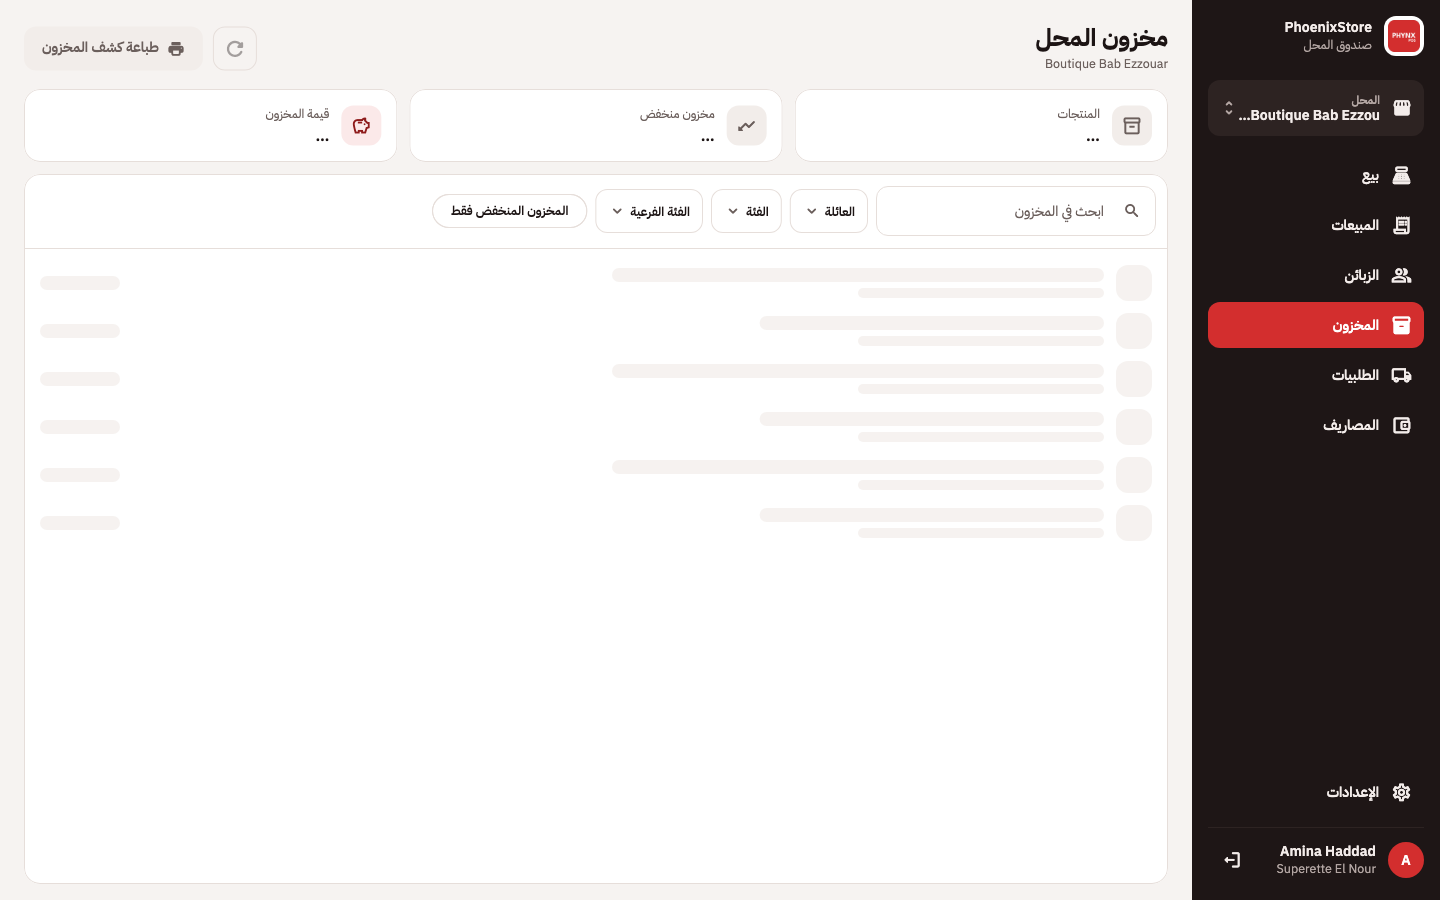 PhoenixStore
صندوق المحل
PHYNX
POS
المحل
Boutique Bab Ezzou...
بيع
المبيعات
الزبائن
المخزون
الطلبيات
المصاريف
الإعدادات
Amina Haddad
Superette El Nour
A
مخزون المحل
Boutique Bab Ezzouar
طباعة كشف المخزون
المنتجات
...
مخزون منخفض
...
قيمة المخزون
...
ابحث في المخزون
العائلة
الفئة
الفئة الفرعية
المخزون المنخفض فقط